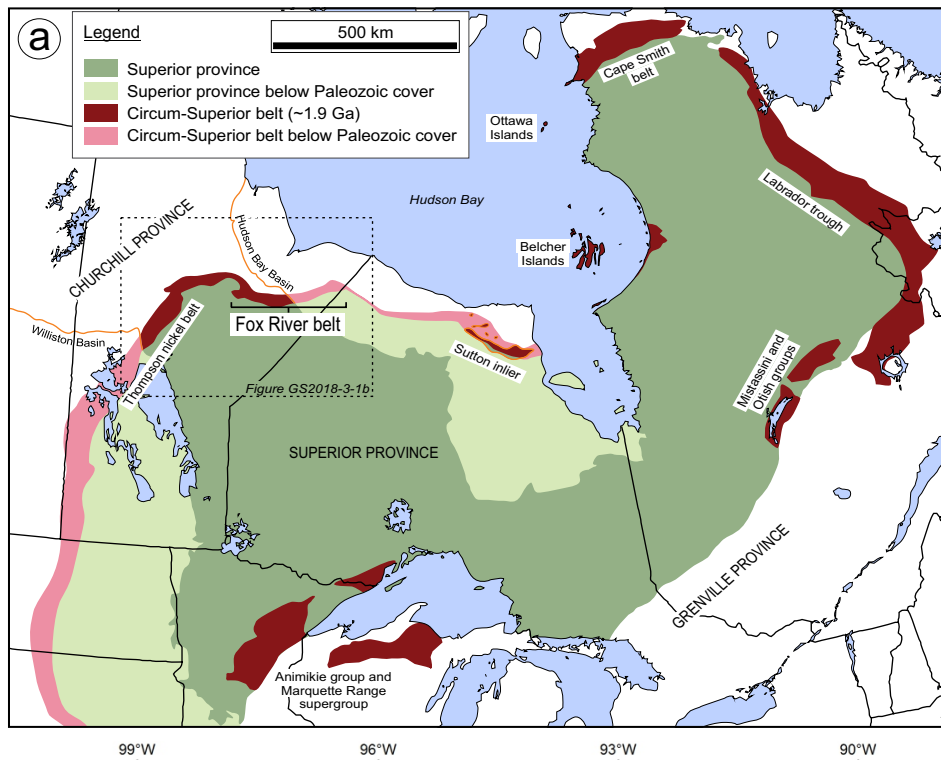 a
Legend
500 km
Superior province
Superior province below Paleozoic cover
Circum-Superior belt (~1.9 Ga)
Circum-Superior belt below Paleozoic cover
Cape Smith
belt
Ottawa
Islands
Hudson Bay
Labrador trough
Belcher
Islands
CHURCHILL PROVINCE
Hudson Bay Basin
Williston Basin
Thompson nickel belt
Fox River belt
Sutton inlier
Figure GS2018-3-1b
Mistassini and
Otish groups
SUPERIOR PROVINCE
GRENVILLE PROVINCE
Animikie group and
Marquette Range
supergroup
99°W
96°W
93°W
90°W